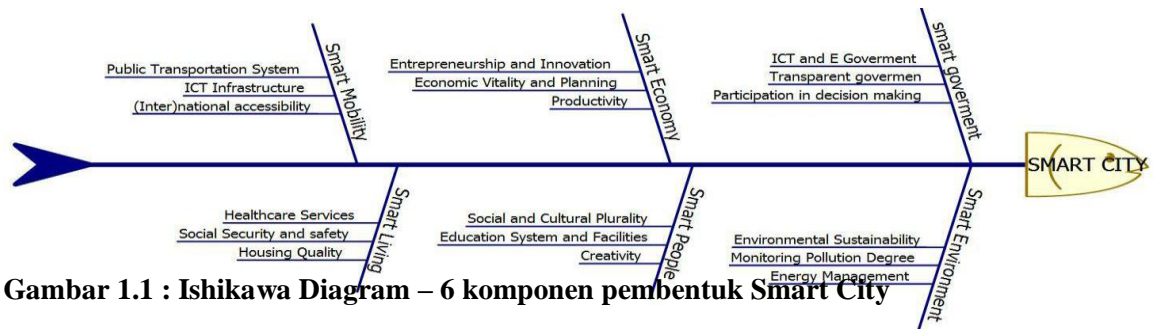 Smart Mobility
Public Transportation System
ICT Infrastructure
(Inter)national accessibility
Smart Economy
Entrepreneurship and Innovation
Economic Vitality and Planning
Productivity
smart goverment
ICT and E Goverment
Transparent govermen
Participation in decision making
SMART CITY
Smart Living
Healthcare Services
Social Security and safety
Housing Quality
Smart People
Social and Cultural Plurality
Education System and Facilities
Creativity
Smart Environment
Environmental Sustainability
Monitoring Pollution Degree
Energy Management
Gambar 1.1 : Ishikawa Diagram – 6 komponen pembentuk Smart City